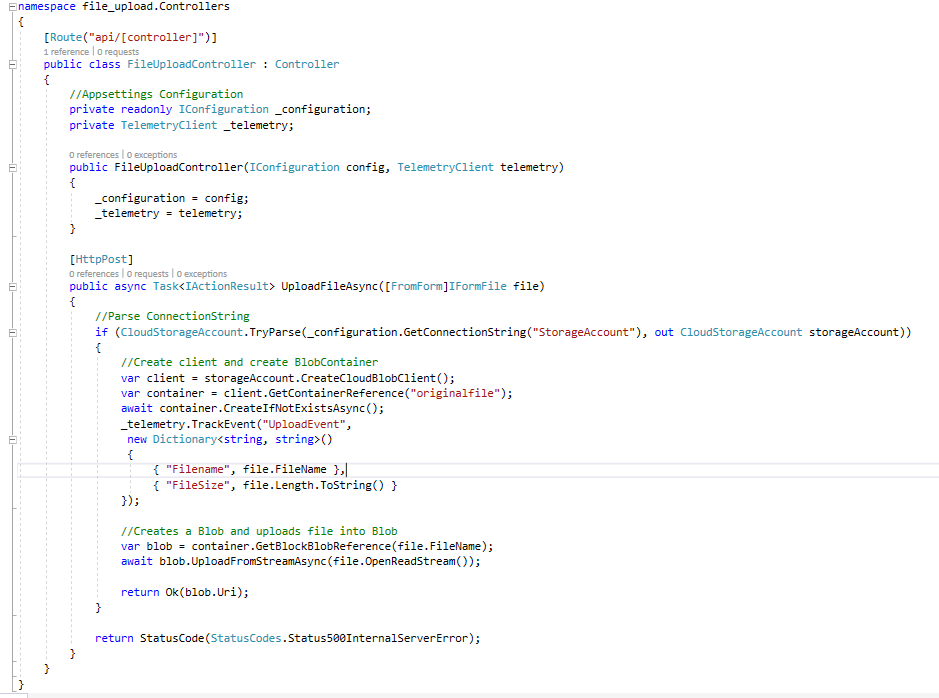 namespace file_upload.Controllers
{
[Route("api/[controller]")]
1 reference | 0 requests
public class FileUploadController : Controller
{
//Appsettings Configuration
private readonly IConfiguration _configuration;
private TelemetryClient _telemetry;
0 references | 0 exceptions
public FileUploadController(IConfiguration config, TelemetryClient telemetry)
{
_configuration = config;
_telemetry = telemetry;
}
[HttpPost]
0 references | 0 requests | 0 exceptions
public async Task<IActionResult> UploadFileAsync([FromForm]IFormFile file)
{
//Parse ConnectionString
if (CloudStorageAccount.TryParse(_configuration.GetConnectionString("StorageAccount"), out CloudStorageAccount storageAccount))
{
//Create client and create BlobContainer
var client = storageAccount.CreateCloudBlobClient();
var container = client.GetContainerReference("originalfile");
await container.CreateIfNotExistsAsync();
_telemetry.TrackEvent("UploadEvent",
new Dictionary<string, string>()
{
{ "Filename", file.FileName },
{ "FileSize", file.Length.ToString() }
});
//Creates a Blob and uploads file into Blob
var blob = container.GetBlockBlobReference(file.FileName);
await blob.UploadFromStreamAsync(file.OpenReadStream());
return Ok(blob.Uri);
}
return StatusCode(StatusCodes.Status500InternalServerError);
}
}
}